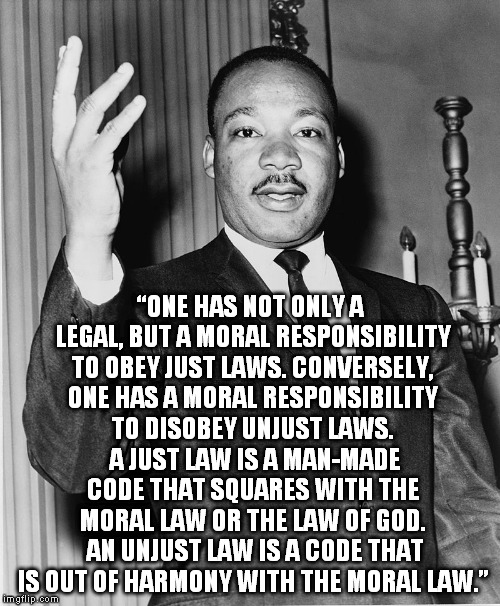 “ONE HAS NOT ONLY A
LEGAL, BUT A MORAL RESPONSIBILITY
TO OBEY JUST LAWS. CONVERSELY,
ONE HAS A MORAL RESPONSIBILITY
TO DISOBEY UNJUST LAWS.
A JUST LAW IS A MAN-MADE
CODE THAT SQUARES WITH THE
MORAL LAW OR THE LAW OF GOD.
AN UNJUST LAW IS A CODE THAT
IS OUT OF HARMONY WITH THE MORAL LAW.”
imgflip.com